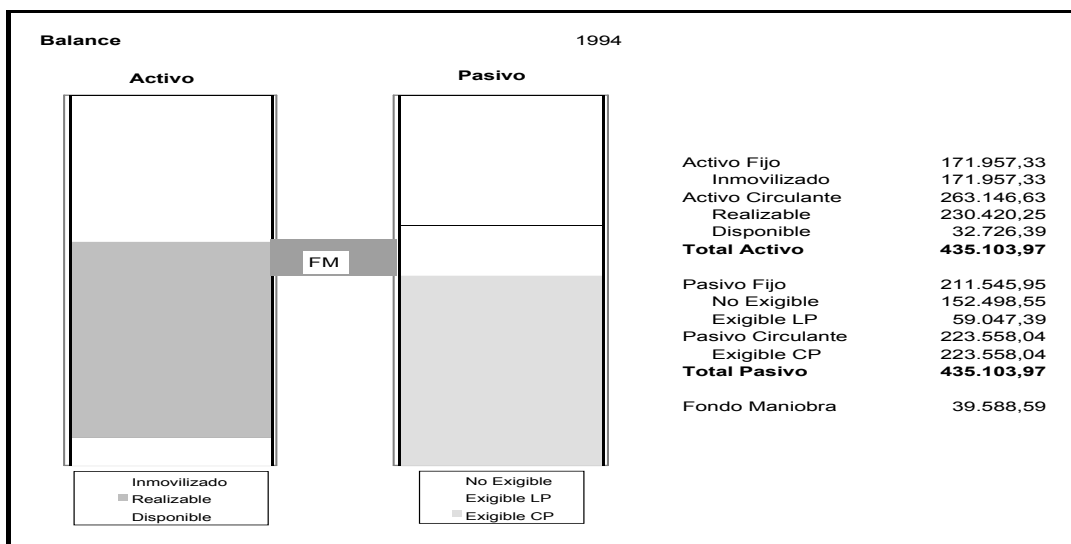 Balance 1994
Activo Pasivo
FM
Inmovilizado
Realizable
Disponible
No Exigible
Exigible LP
Exigible CP
Activo Fijo 171.957,33
Inmovilizado 171.957,33
Activo Circulante 263.146,63
Realizable 230.420,25
Disponible 32.726,39
Total Activo 435.103,97
Pasivo Fijo 211.545,95
No Exigible 152.498,55
Exigible LP 59.047,39
Pasivo Circulante 223.558,04
Exigible CP 223.558,04
Total Pasivo 435.103,97
Fondo Maniobra 39.588,59